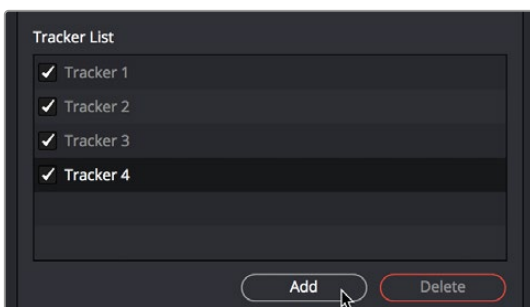 Tracker List
Tracker 1
Tracker 2
Tracker 3
Tracker 4
Add Delete